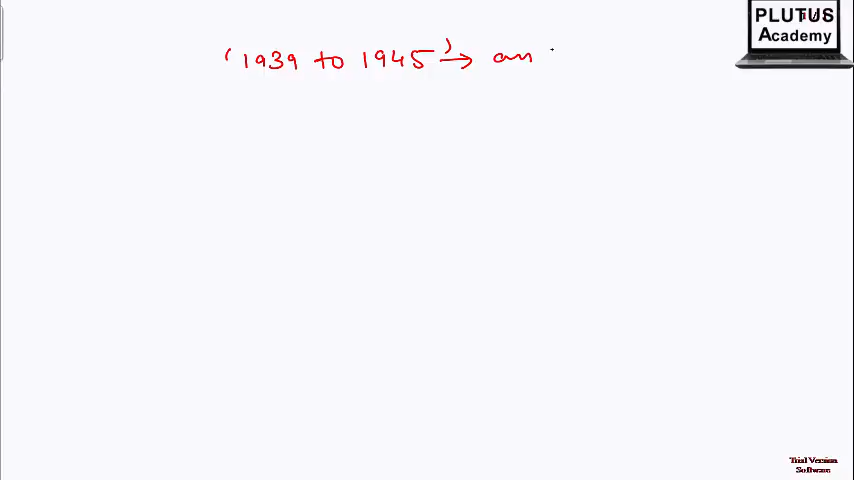 PLUTUS
Academy
(1939 to 1945) → an
Trial Version
Software